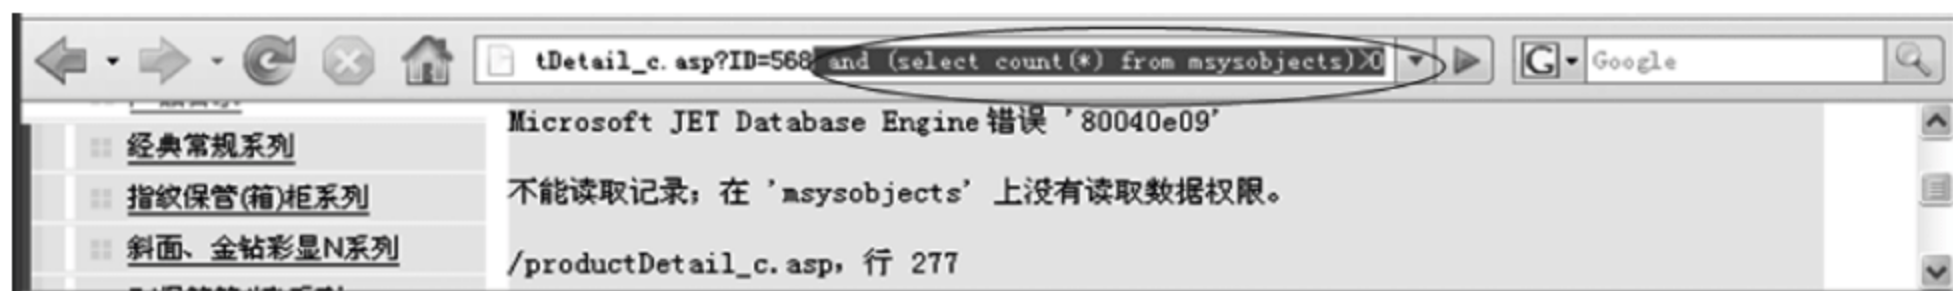 tDetail_c.asp?ID=568 and (select count(*) from msysobjects)>0
Google
经典常规系列
指纹保管(箱)柜系列
斜面、金钻彩显N系列
Microsoft JET Database Engine 错误 '80040e09'
不能读取记录；在 'msysobjects' 上没有读取数据权限。
/productDetail_c.asp，行 277